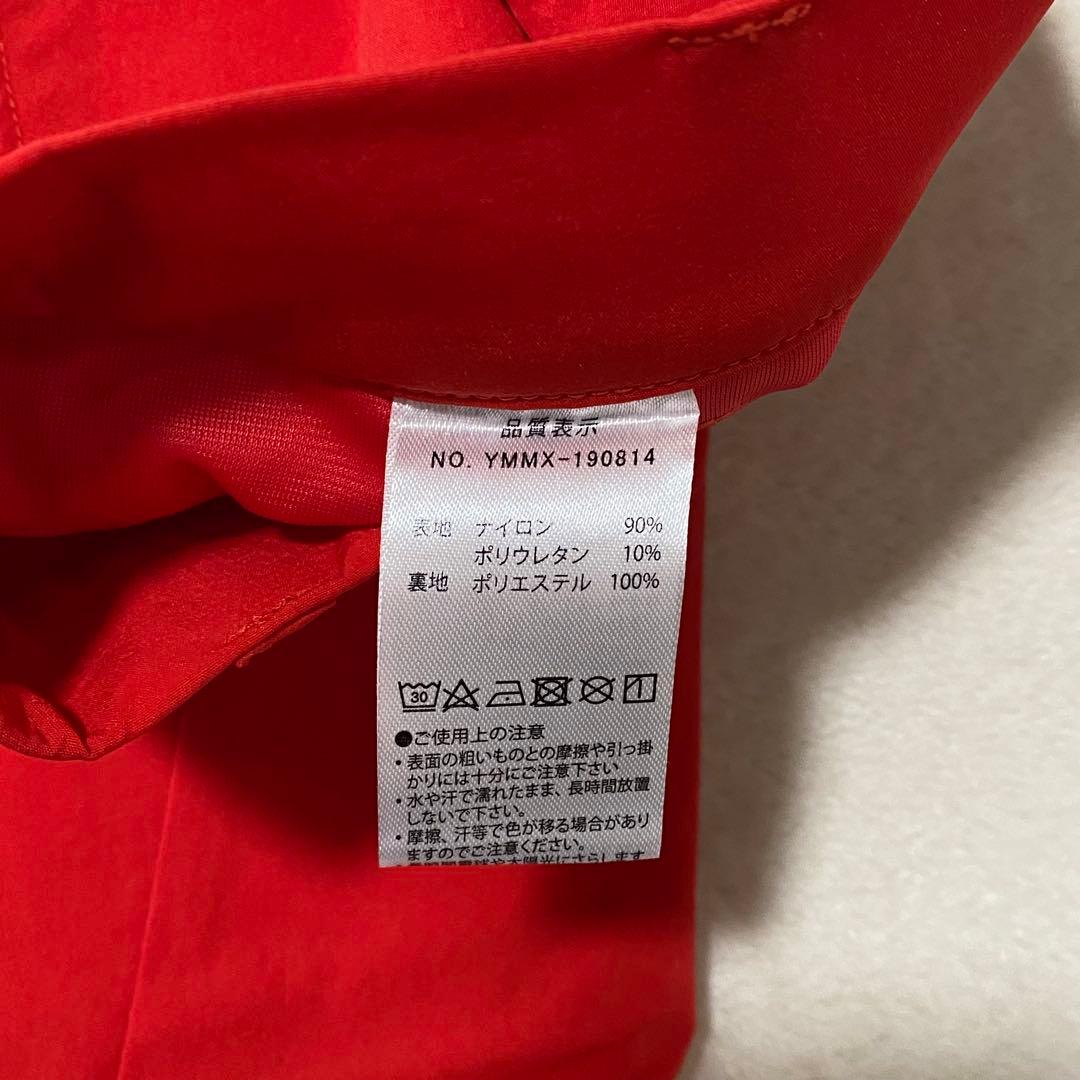 品質表示
NO. YMMX-190814
表地 ナイロン 90%
ポリウレタン 10%
裏地 ポリエステル 100%
30
●ご使用上の注意
・表面の粗いものとの摩擦や引っ掛
かりには十分にご注意下さい
・水や汗で濡れたまま、長時間放置
しないで下さい。
・摩擦、汗等で色が移る場合があり
ますのでご注意ください。